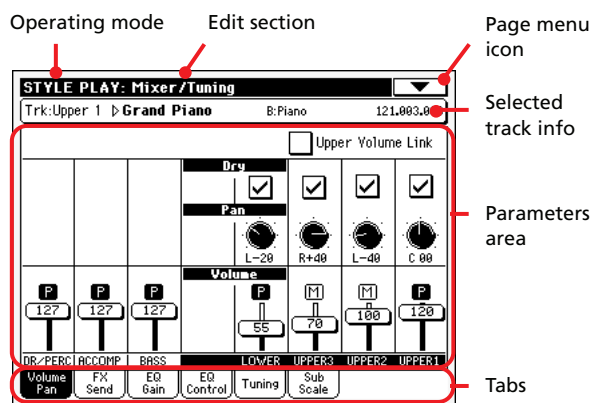 Operating mode
Edit section
Page menu
icon
STYLE PLAY: Mixer/Tuning
Trk:Upper 1 Grand Piano B:Piano 121.003.0
Selected
track info
Upper Volume Link
Dry
Pan
L-20 R+40 L-40 C 00
Parameters
area
Volume
P P P P M M P
127 127 127 55 70 100 120
DR/PERC ACCOMP BASS LOWER UPPER3 UPPER2 UPPER1
Volume Pan FX Send EQ Gain EQ Control Tuning Sub Scale
Tabs